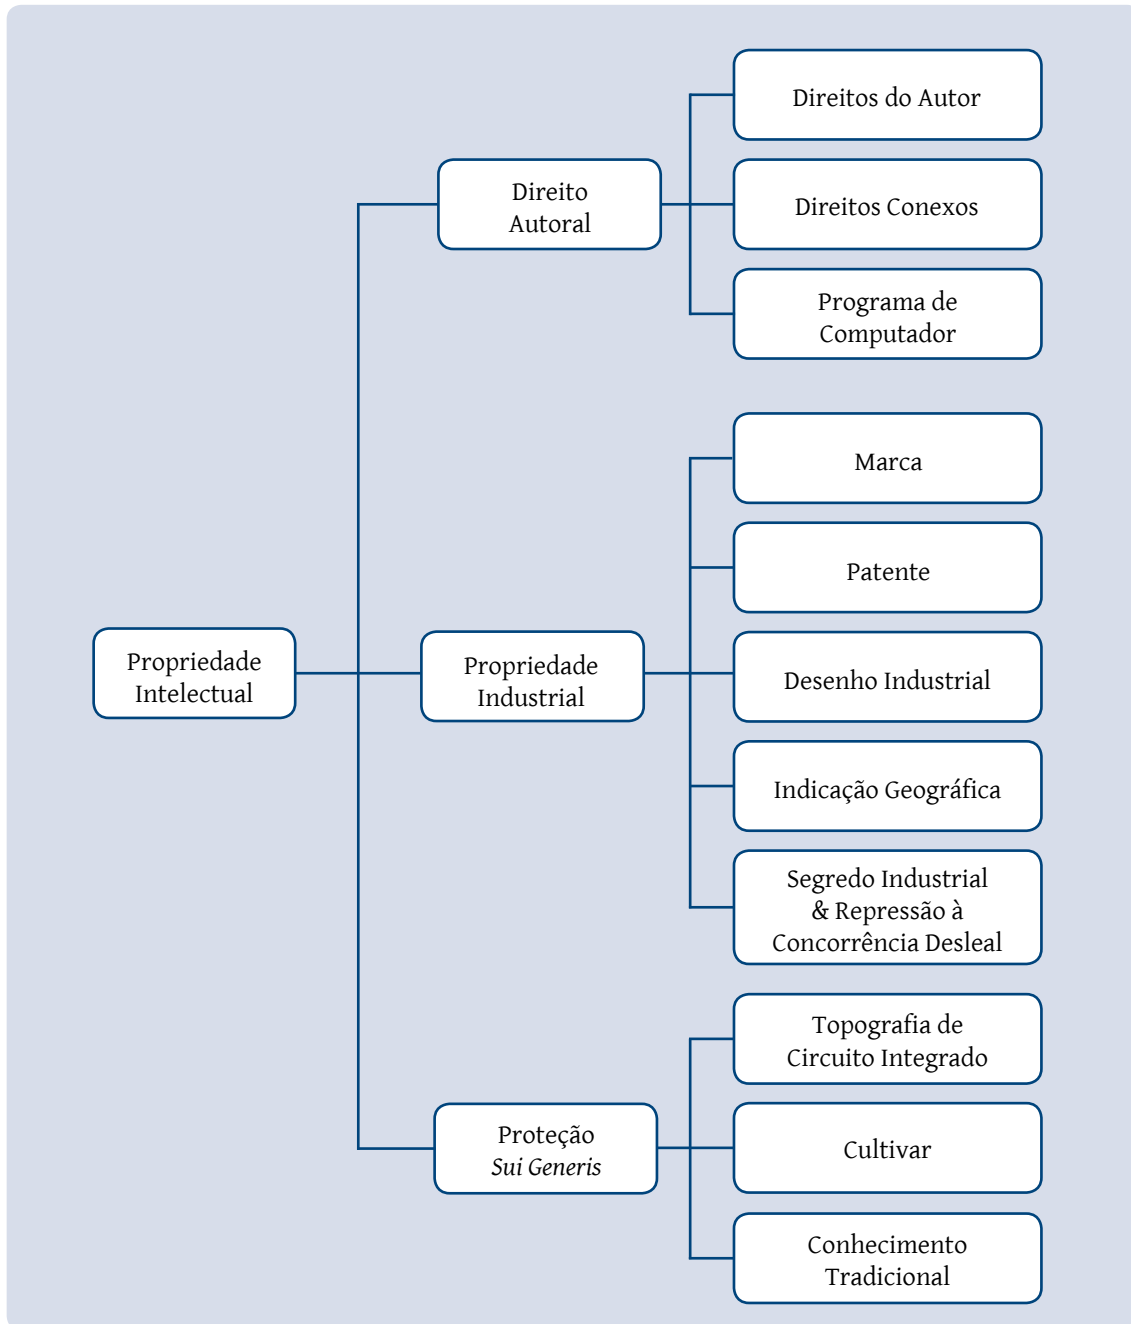 Propriedade
Intelectual
Direito
Autoral
Direitos do Autor
Direitos Conexos
Programa de
Computador
Propriedade
Industrial
Marca
Patente
Desenho Industrial
Indicação Geográfica
Segredo Industrial
& Repressão à
Concorrência Desleal
Proteção
Sui Generis
Topografia de
Circuito Integrado
Cultivar
Conhecimento
Tradicional